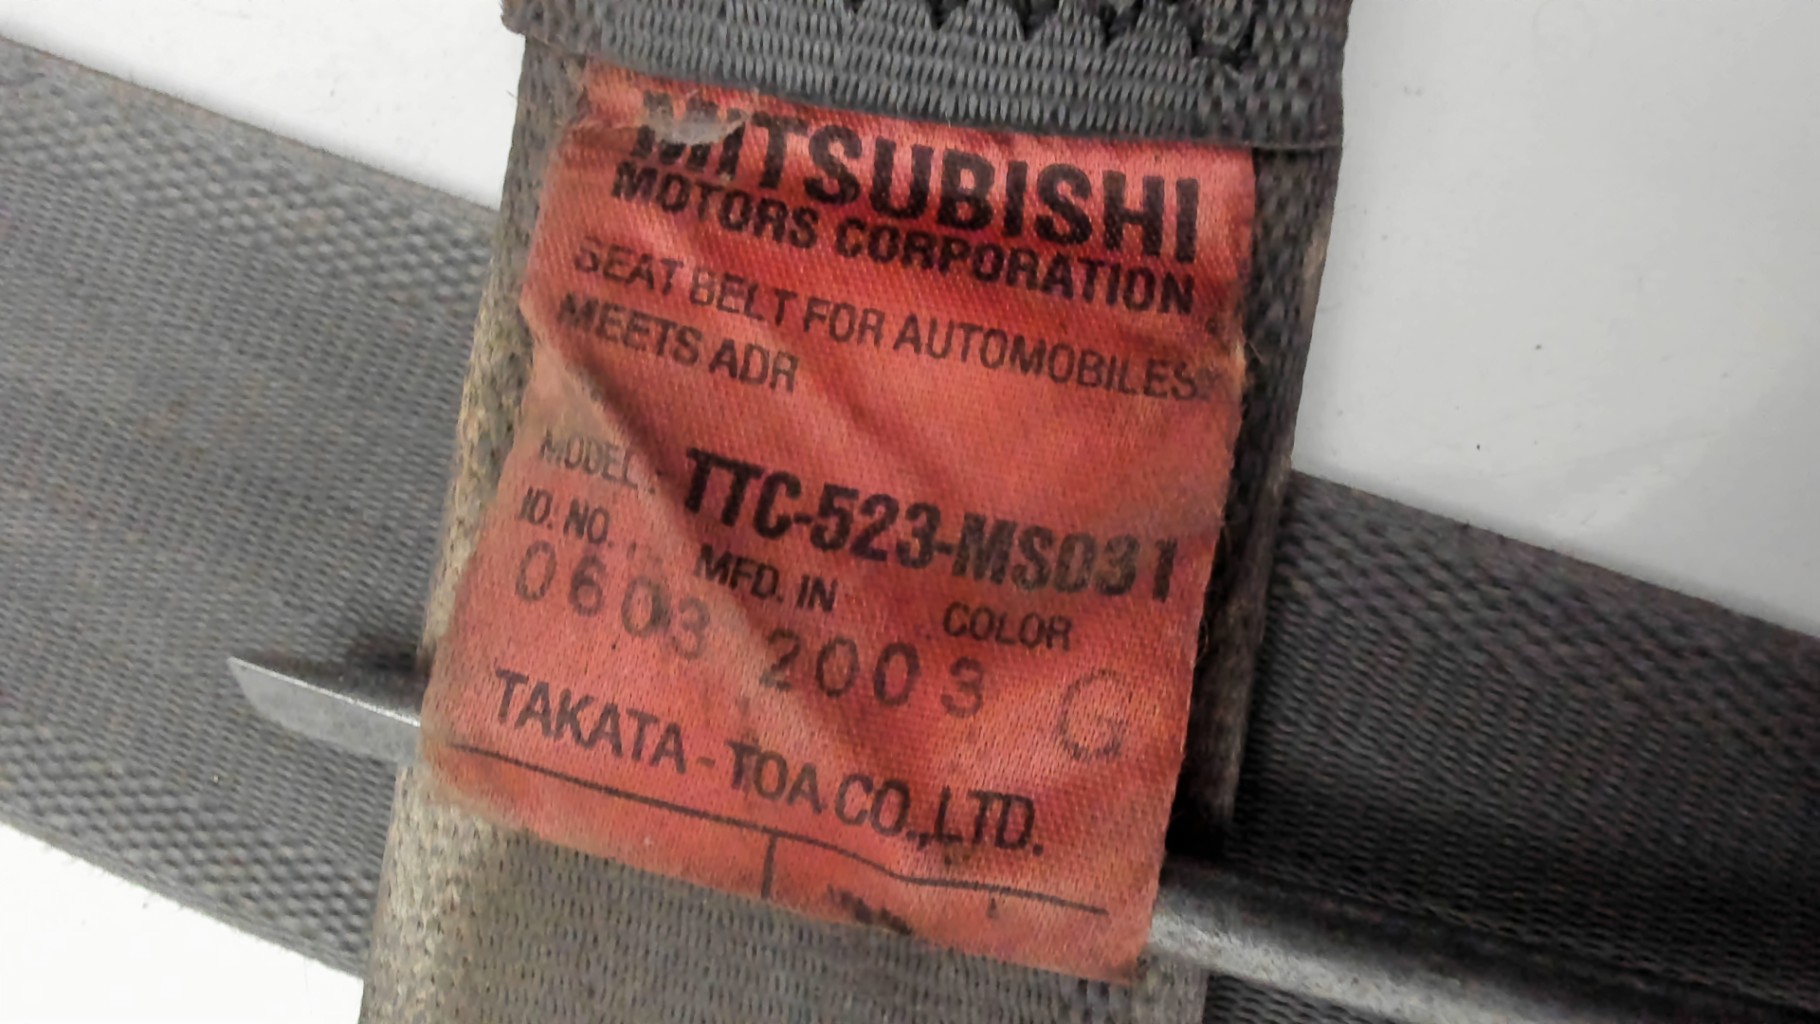 MITSUBISHI
MOTORS CORPORATION
SEAT BELT FOR AUTOMOBILES
MEETS ADR
MODEL: TTC-523-MS031
ID. NO. MFD. IN COLOR
0603 2003 G
TAKATA-TOA CO.,LTD.